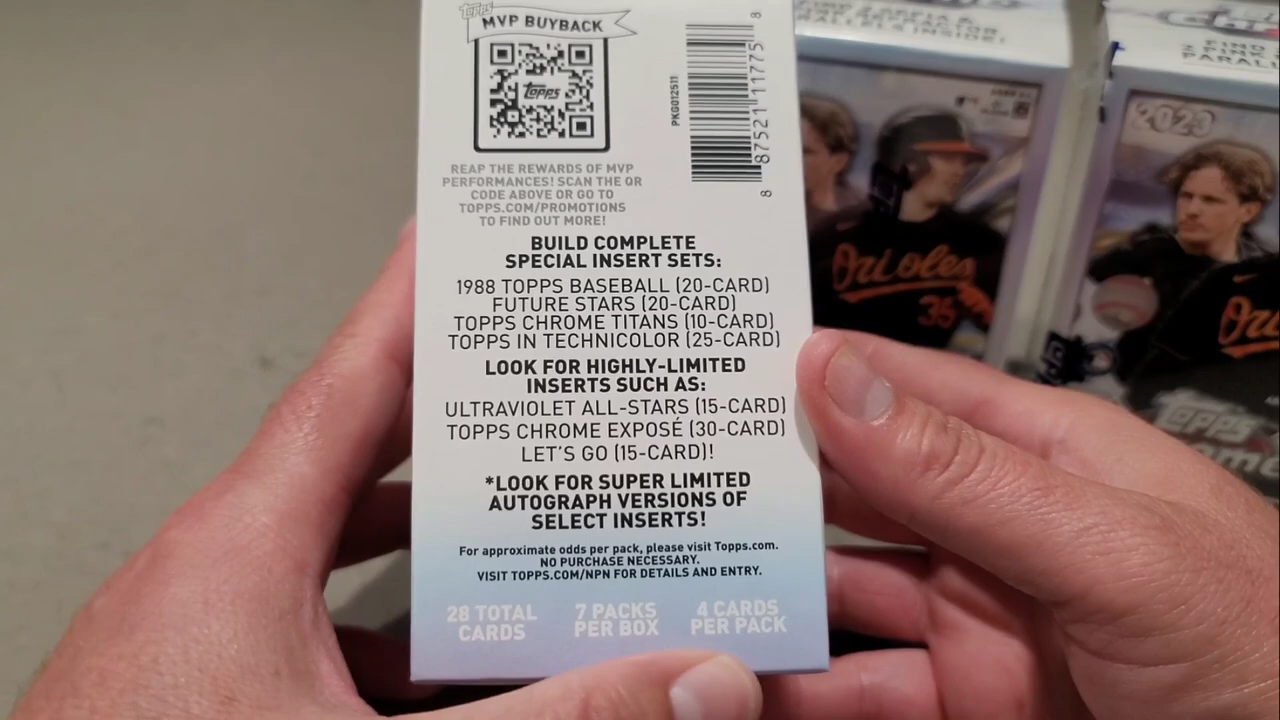 Topps
MVP BUYBACK
Topps
PKG012511
8 87521 11775 8
REAP THE REWARDS OF MVP
PERFORMANCES! SCAN THE QR
CODE ABOVE OR GO TO
TOPPS.COM/PROMOTIONS
TO FIND OUT MORE!
BUILD COMPLETE
SPECIAL INSERT SETS:
1988 TOPPS BASEBALL (20-CARD)
FUTURE STARS (20-CARD)
TOPPS CHROME TITANS (10-CARD)
TOPPS IN TECHNICOLOR (25-CARD)
LOOK FOR HIGHLY-LIMITED
INSERTS SUCH AS:
ULTRAVIOLET ALL-STARS (15-CARD)
TOPPS CHROME EXPOSÉ (30-CARD)
LET'S GO (15-CARD)!
*LOOK FOR SUPER LIMITED
AUTOGRAPH VERSIONS OF
SELECT INSERTS!
For approximate odds per pack, please visit Topps.com.
NO PURCHASE NECESSARY.
VISIT TOPPS.COM/NPN FOR DETAILS AND ENTRY.
28 TOTAL
CARDS
7 PACKS
PER BOX
4 CARDS
PER PACK
INSIDE!
Orioles
35
FIND
2023
Topps